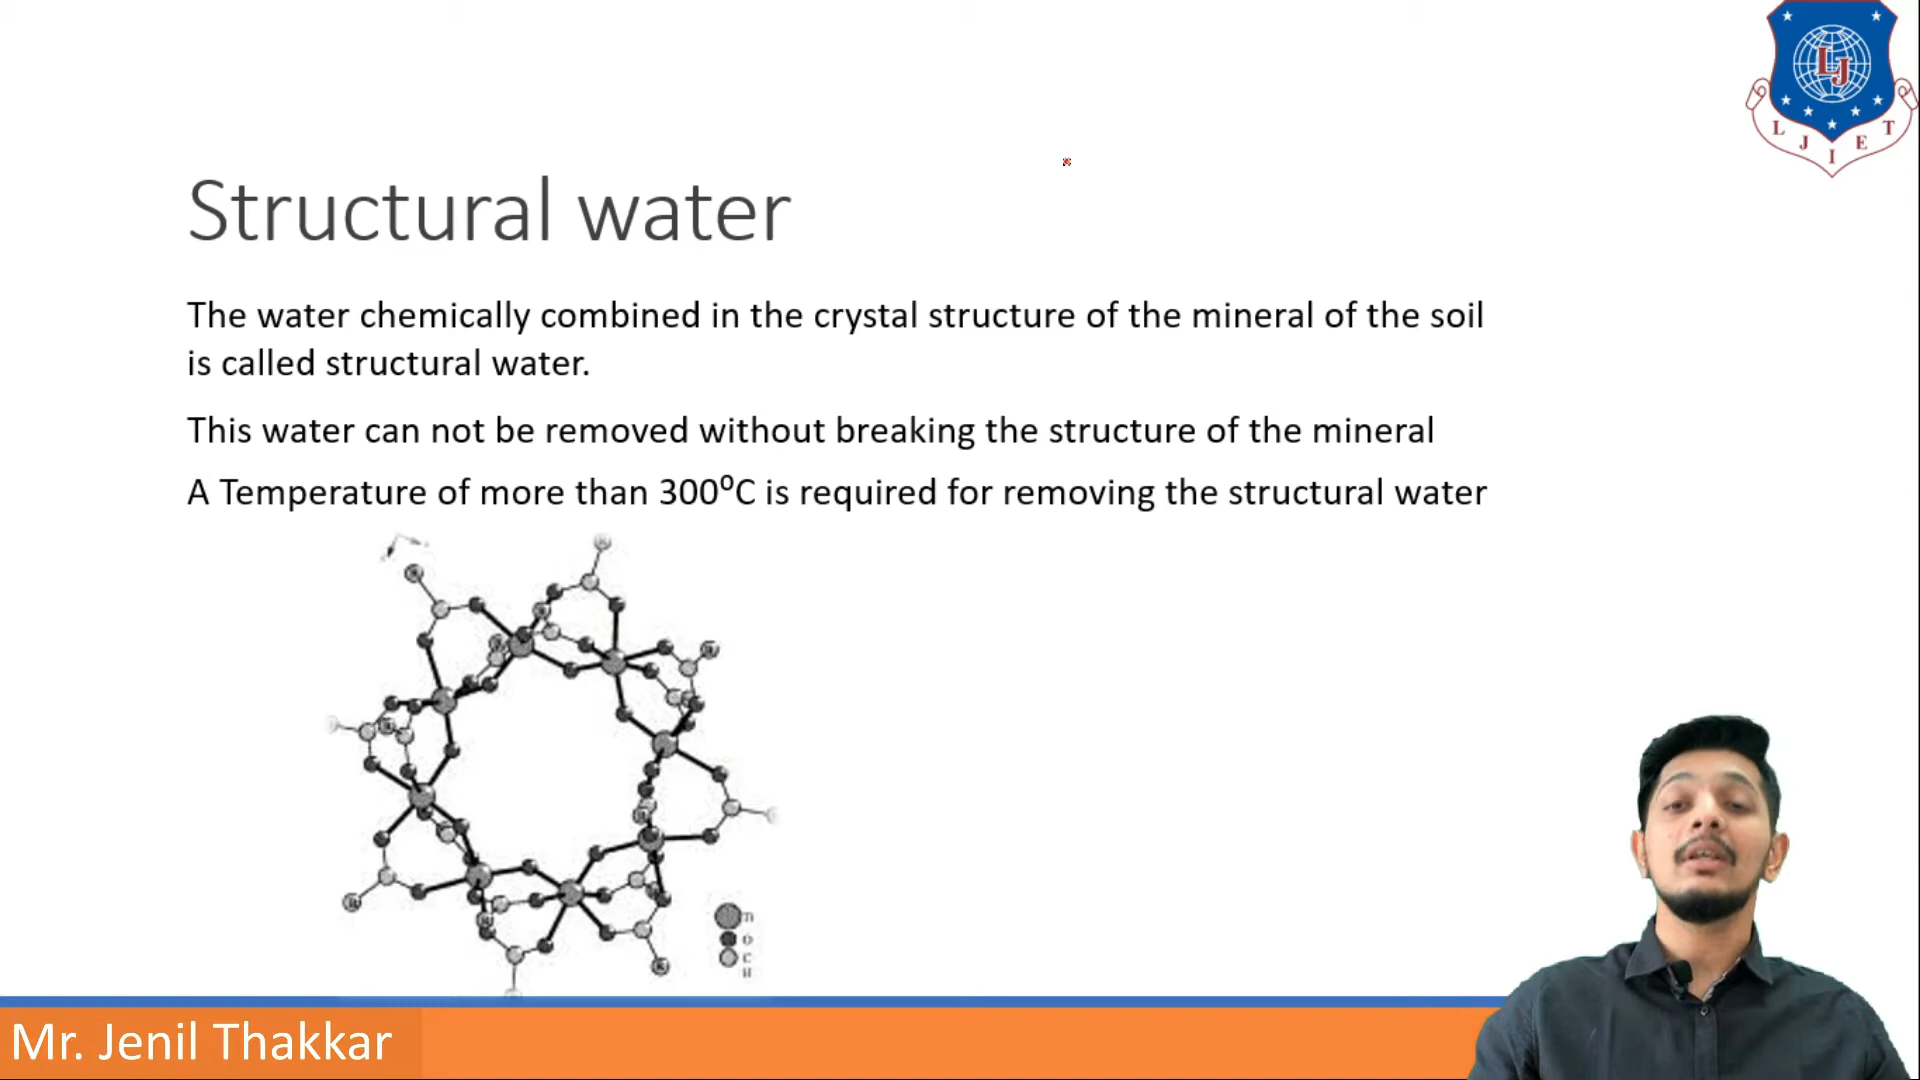 L J I E T
LJ
Structural water
The water chemically combined in the crystal structure of the mineral of the soil
is called structural water.
This water can not be removed without breaking the structure of the mineral
A Temperature of more than 300⁰C is required for removing the structural water
O
C
Mr. Jenil Thakkar